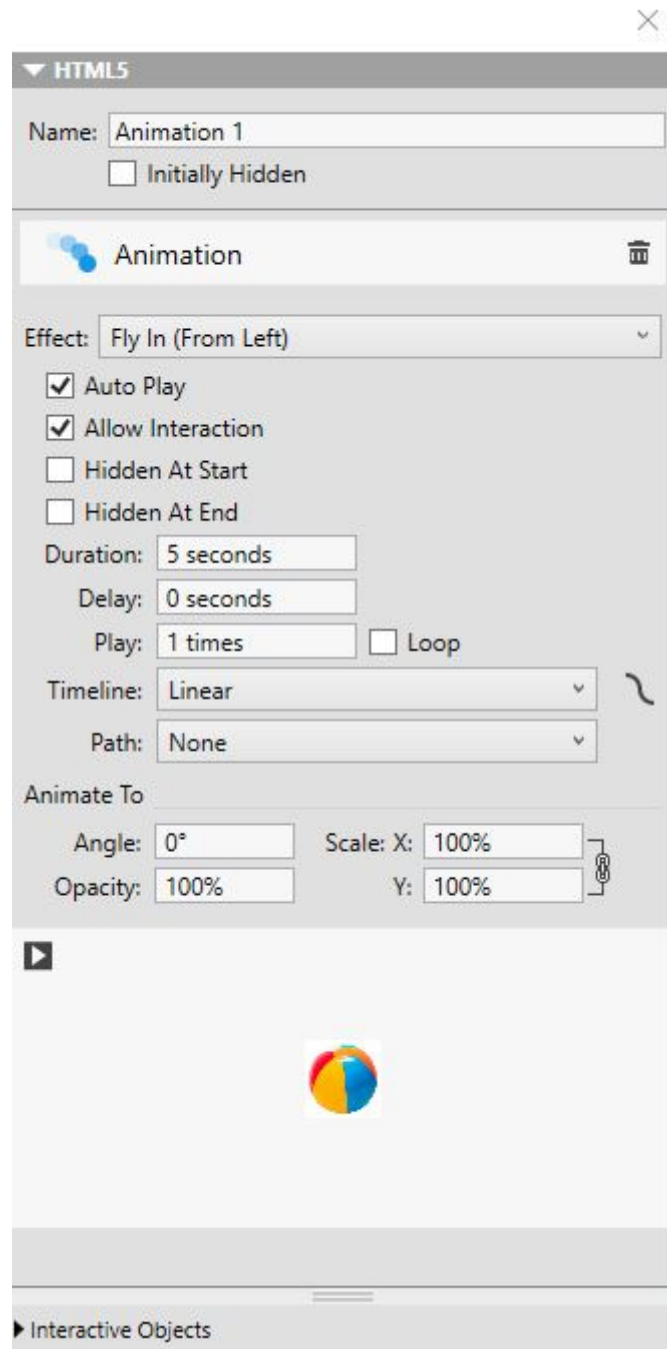 HTML5
Name: Animation 1
Initially Hidden
Animation
Effect: Fly In (From Left)
Auto Play
Allow Interaction
Hidden At Start
Hidden At End
Duration: 5 seconds
Delay: 0 seconds
Play: 1 times Loop
Timeline: Linear
Path: None
Animate To
Angle: 0° Scale: X: 100%
Opacity: 100% Y: 100%
Interactive Objects